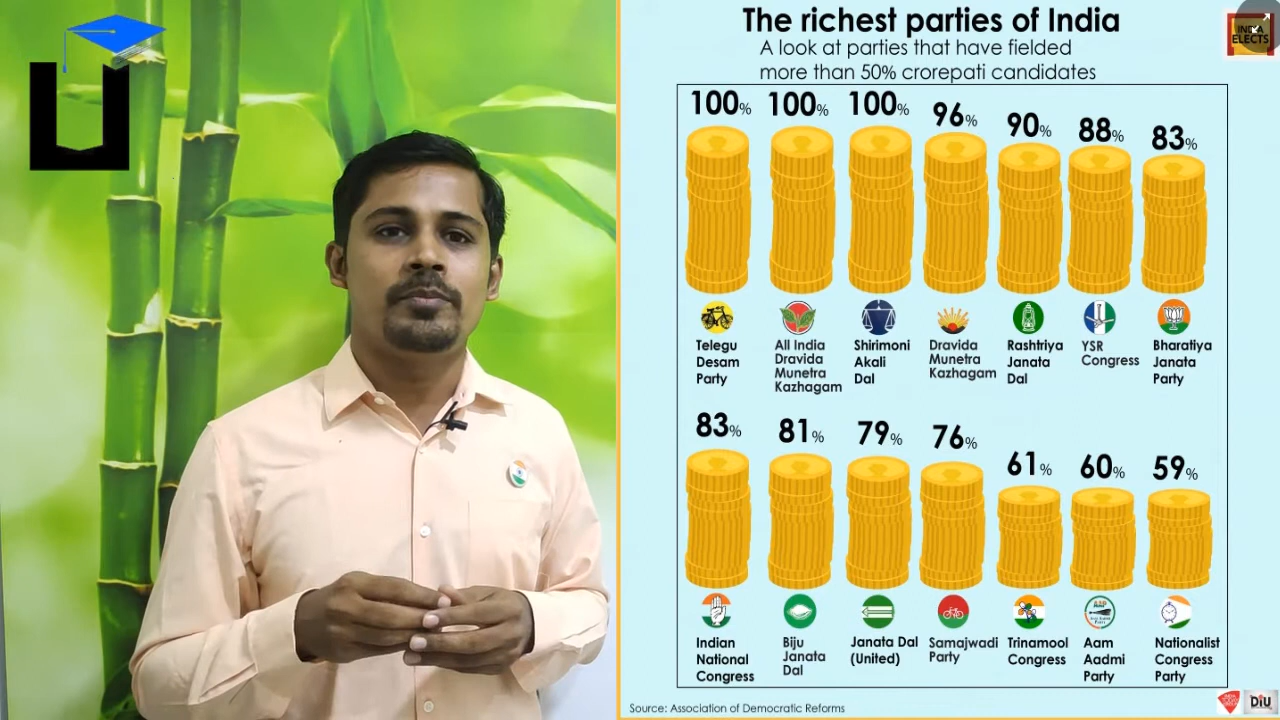 The richest parties of India
A look at parties that have fielded
more than 50% crorepati candidates
INDIA
ELECTS
100% 100% 100% 96% 90% 88% 83%
Telegu
Desam
Party
All India
Dravida
Munetra
Kazhagam
Shirimoni
Akali
Dal
Dravida
Munetra
Kazhagam
Rashtriya
Janata
Dal
YSR
Congress
Bharatiya
Janata
Party
83% 81% 79% 76% 61% 60% 59%
Indian
National
Congress
Biju
Janata
Dal
Janata Dal
(United)
Samajwadi
Party
Trinamool
Congress
AAP
Aam
Aadmi
Party
Nationalist
Congress
Party
Source: Association of Democratic Reforms
DIU